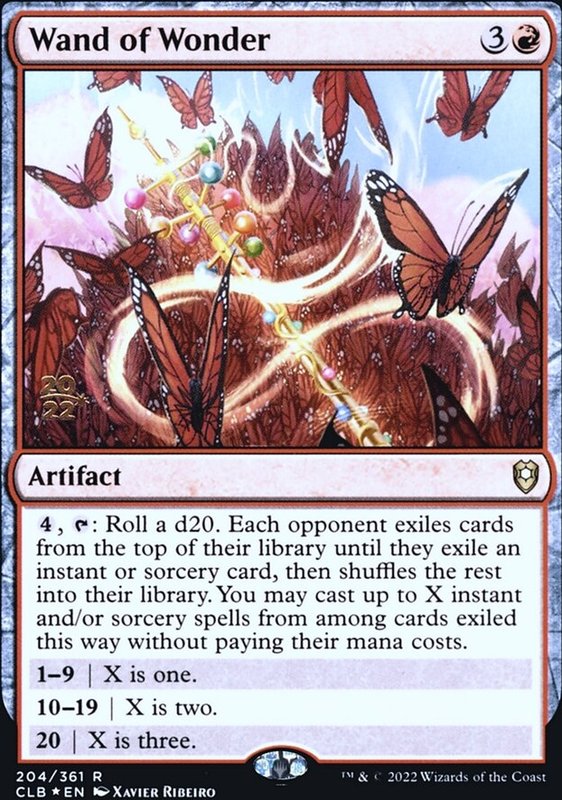 Wand of Wonder 3
20
22
Artifact
4, : Roll a d20. Each opponent exiles cards
from the top of their library until they exile an
instant or sorcery card, then shuffles the rest
into their library. You may cast up to X instant
and/or sorcery spells from among cards exiled
this way without paying their mana costs.
1–9 | X is one.
10–19 | X is two.
20 | X is three.
204/361 R
CLB ★ EN Xavier Ribeiro
™ & © 2022 Wizards of the Coast